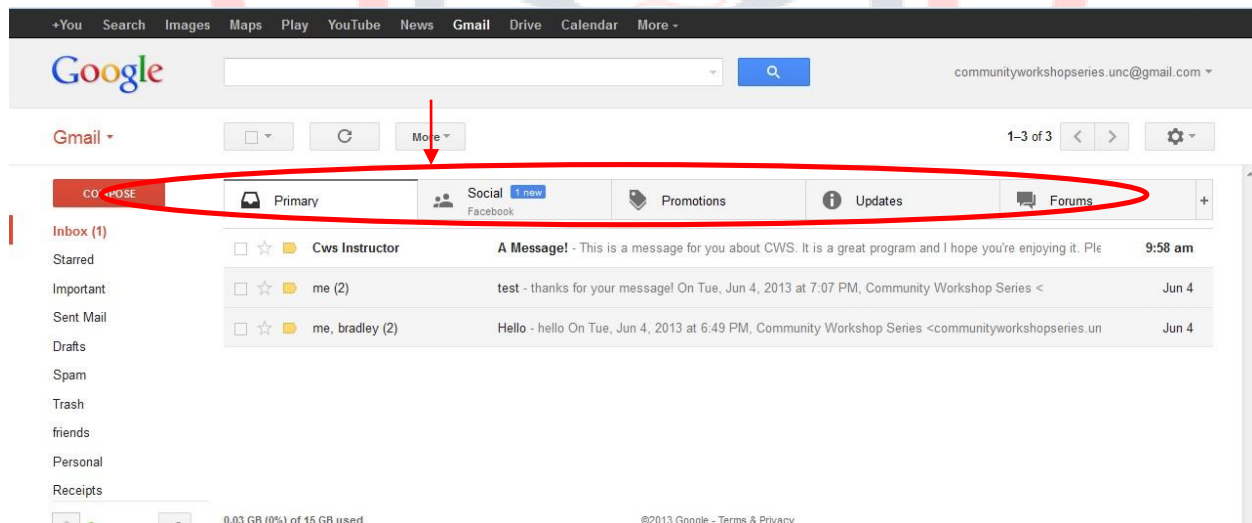 +You Search Images Maps Play YouTube News Gmail Drive Calendar More
Google
communityworkshopseries.unc@gmail.com
Gmail
More
1–3 of 3
COMPOSE
Primary
Social 1 new
Facebook
Promotions
Updates
Forums
+
Inbox (1)
Starred
Important
Sent Mail
Drafts
Spam
Trash
friends
Personal
Receipts
Cws Instructor A Message! - This is a message for you about CWS. It is a great program and I hope you're enjoying it. Ple 9:58 am
me (2) test - thanks for your message! On Tue, Jun 4, 2013 at 7:07 PM, Community Workshop Series < Jun 4
me, bradley (2) Hello - hello On Tue, Jun 4, 2013 at 6:49 PM, Community Workshop Series <communityworkshopseries.un Jun 4
0.03 GB (0%) of 15 GB used
©2013 Google - Terms & Privacy